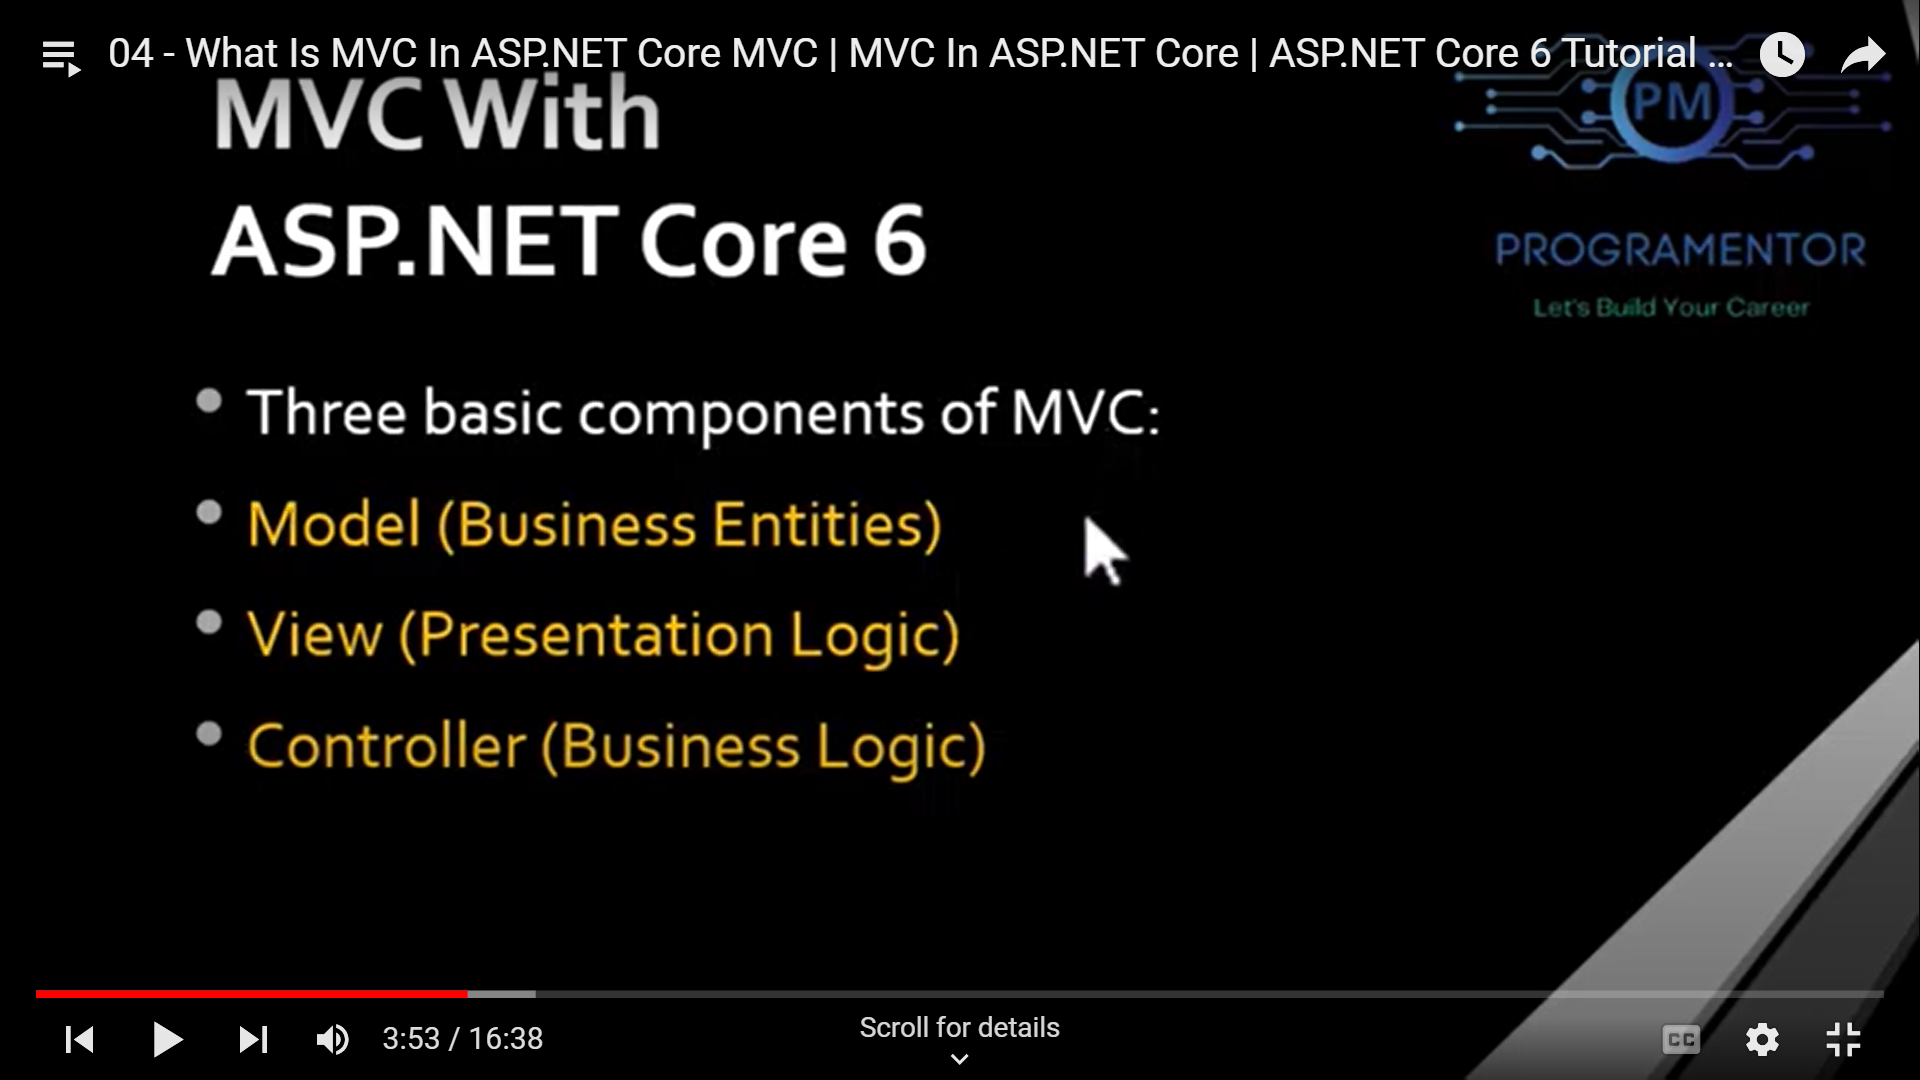 04 - What Is MVC In ASP.NET Core MVC | MVC In ASP.NET Core | ASP.NET Core 6 Tutorial ...
MVC With
ASP.NET Core 6
PM
PROGRAMENTOR
Let's Build Your Career
Three basic components of MVC:
Model (Business Entities)
View (Presentation Logic)
Controller (Business Logic)
3:53 / 16:38
Scroll for details
CC